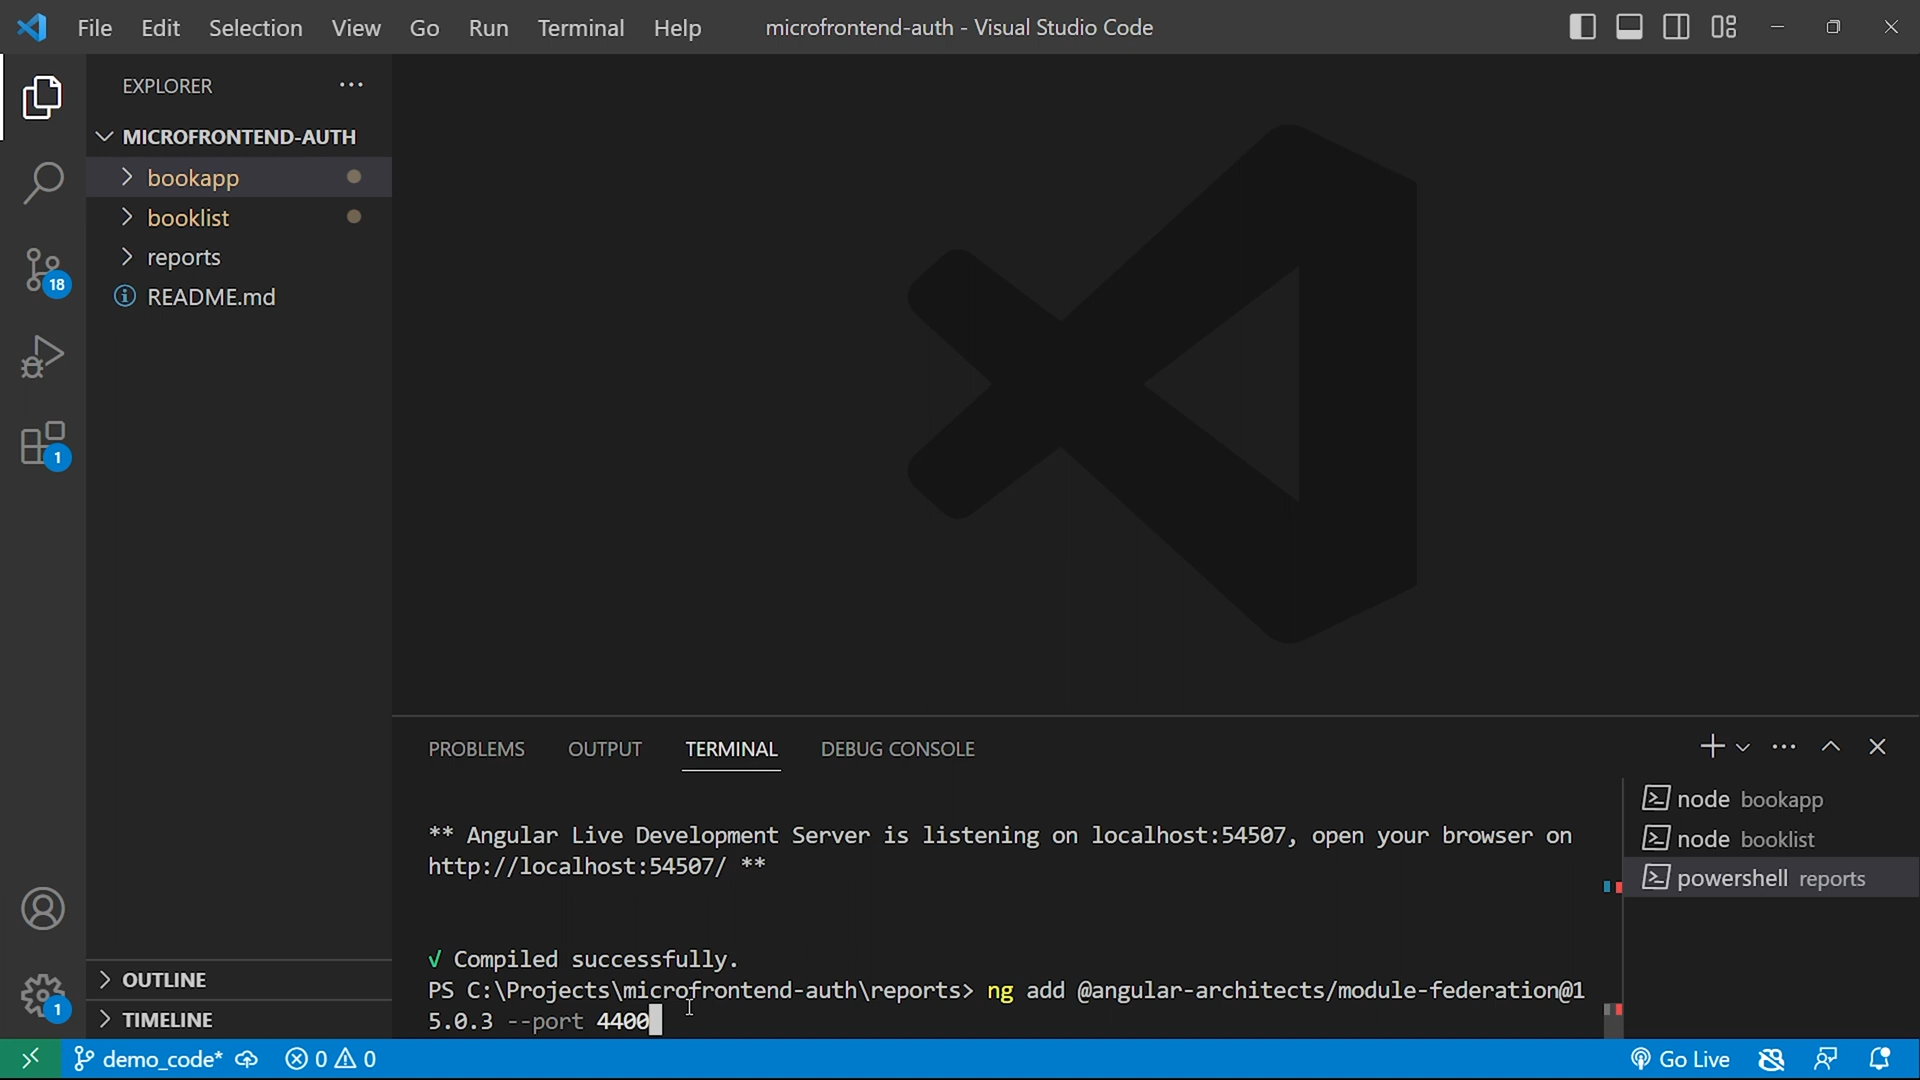 File Edit Selection View Go Run Terminal Help
microfrontend-auth - Visual Studio Code
EXPLORER
MICROFRONTEND-AUTH
bookapp
booklist
reports
README.md
18
1
1
OUTLINE
TIMELINE
PROBLEMS OUTPUT TERMINAL DEBUG CONSOLE
** Angular Live Development Server is listening on localhost:54507, open your browser on
http://localhost:54507/ **
√ Compiled successfully.
PS C:\Projects\microfrontend-auth\reports> ng add @angular-architects/module-federation@1
5.0.3 --port 4400
node bookapp
node booklist
powershell reports
demo_code* 0 0 Go Live